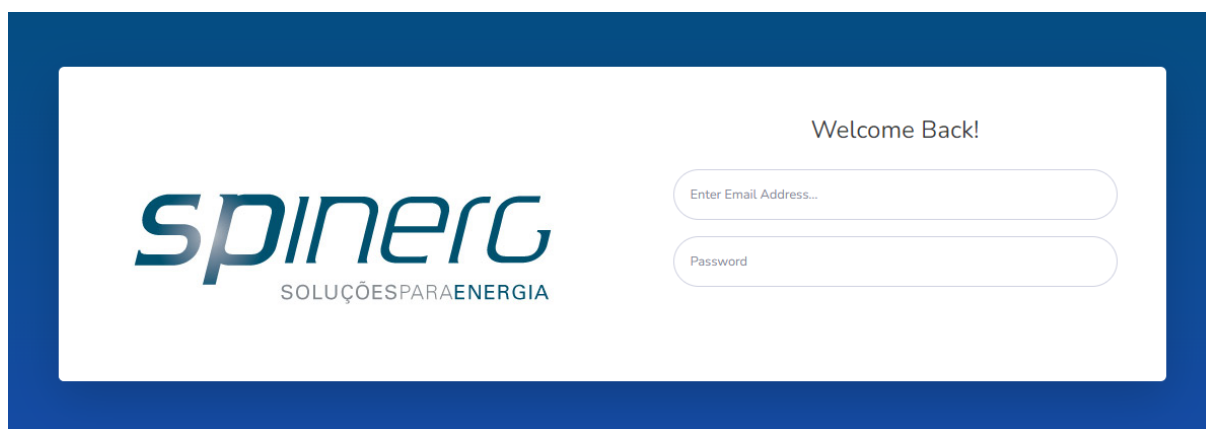 spinerg
SOLUÇÕESPARAENERGIA
Welcome Back!
Enter Email Address...
Password